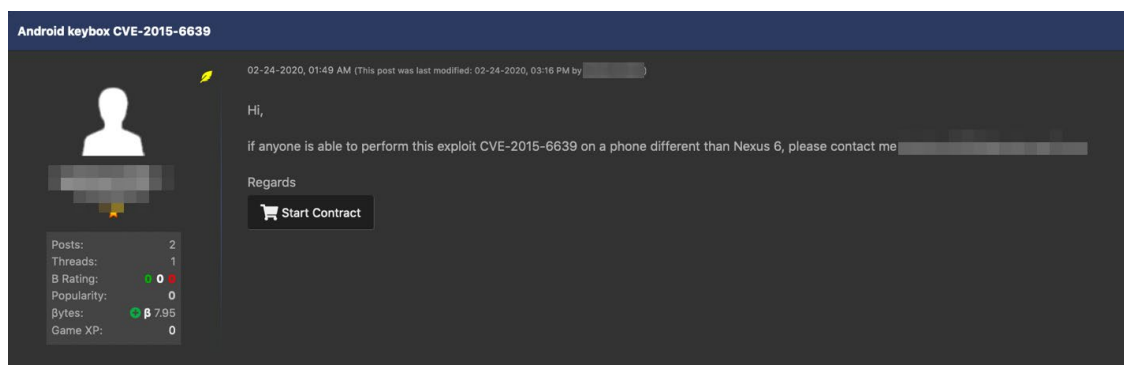 Android keybox CVE-2015-6639
02-24-2020, 01:49 AM (This post was last modified: 02-24-2020, 03:16 PM by )
Hi,
if anyone is able to perform this exploit CVE-2015-6639 on a phone different than Nexus 6, please contact me
Regards
Start Contract
Posts: 2
Threads: 1
B Rating: 0 0 0
Popularity: 0
βytes: β 7.95
Game XP: 0